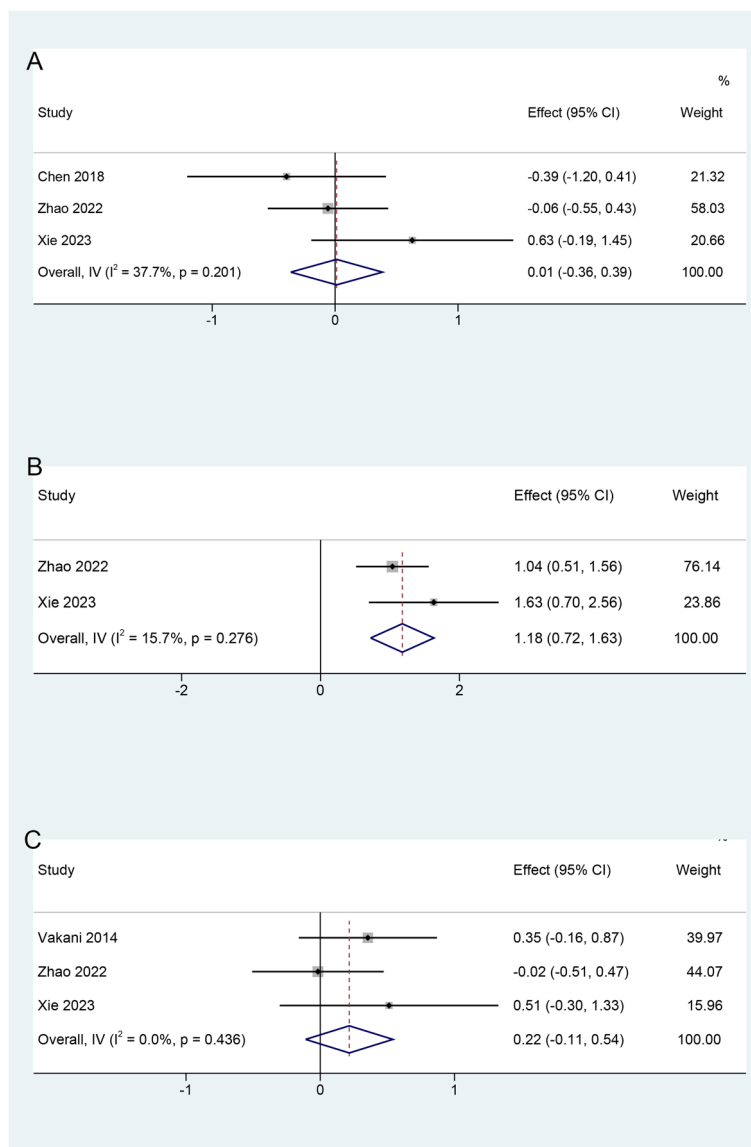 A
%
Study Effect (95% CI) Weight
Chen 2018 -0.39 (-1.20, 0.41) 21.32
Zhao 2022 -0.06 (-0.55, 0.43) 58.03
Xie 2023 0.63 (-0.19, 1.45) 20.66
Overall, IV (I² = 37.7%, p = 0.201) 0.01 (-0.36, 0.39) 100.00
-1 0 1
B
Study Effect (95% CI) Weight
Zhao 2022 1.04 (0.51, 1.56) 76.14
Xie 2023 1.63 (0.70, 2.56) 23.86
Overall, IV (I² = 15.7%, p = 0.276) 1.18 (0.72, 1.63) 100.00
-2 0 2
C
Study Effect (95% CI) Weight
Vakani 2014 0.35 (-0.16, 0.87) 39.97
Zhao 2022 -0.02 (-0.51, 0.47) 44.07
Xie 2023 0.51 (-0.30, 1.33) 15.96
Overall, IV (I² = 0.0%, p = 0.436) 0.22 (-0.11, 0.54) 100.00
-1 0 1